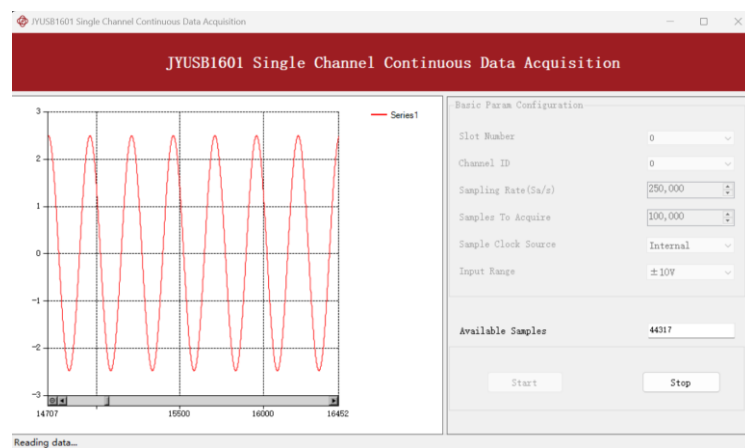 JYUSB1601 Single Channel Continuous Data Acquisition
JYUSB1601 Single Channel Continuous Data Acquisition
3
2
1
0
-1
-2
-3
14707
15500
16000
16452
Series1
Basic Param Configuration
Slot Number 0
Channel ID 0
Sampling Rate(Sa/s) 250,000
Samples To Acquire 100,000
Sample Clock Source Internal
Input Range ±10V
Available Samples 44317
Start Stop
Reading data...